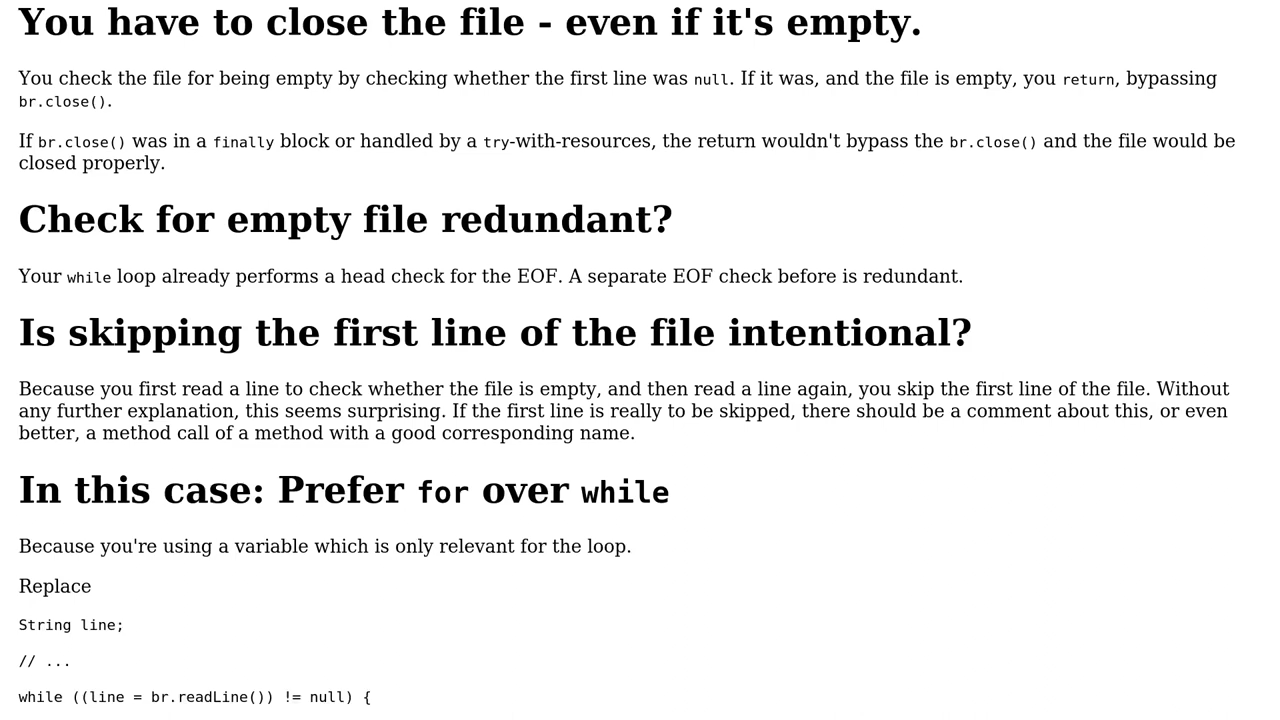 You have to close the file - even if it's empty.
You check the file for being empty by checking whether the first line was null. If it was, and the file is empty, you return, bypassing
br.close().
If br.close() was in a finally block or handled by a try-with-resources, the return wouldn't bypass the br.close() and the file would be
closed properly.
Check for empty file redundant?
Your while loop already performs a head check for the EOF. A separate EOF check before is redundant.
Is skipping the first line of the file intentional?
Because you first read a line to check whether the file is empty, and then read a line again, you skip the first line of the file. Without
any further explanation, this seems surprising. If the first line is really to be skipped, there should be a comment about this, or even
better, a method call of a method with a good corresponding name.
In this case: Prefer for over while
Because you're using a variable which is only relevant for the loop.
Replace
String line;
// ...
while ((line = br.readLine()) != null) {